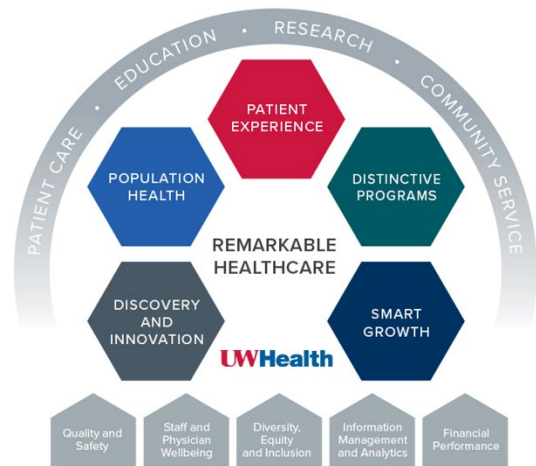 PATIENT CARE • EDUCATION • RESEARCH • COMMUNITY SERVICE
PATIENT
EXPERIENCE
POPULATION
HEALTH
DISTINCTIVE
PROGRAMS
REMARKABLE
HEALTHCARE
DISCOVERY
AND
INNOVATION
SMART
GROWTH
UWHealth
Quality and
Safety
Staff and
Physician
Wellbeing
Diversity,
Equity
and Inclusion
Information
Management
and Analytics
Financial
Performance